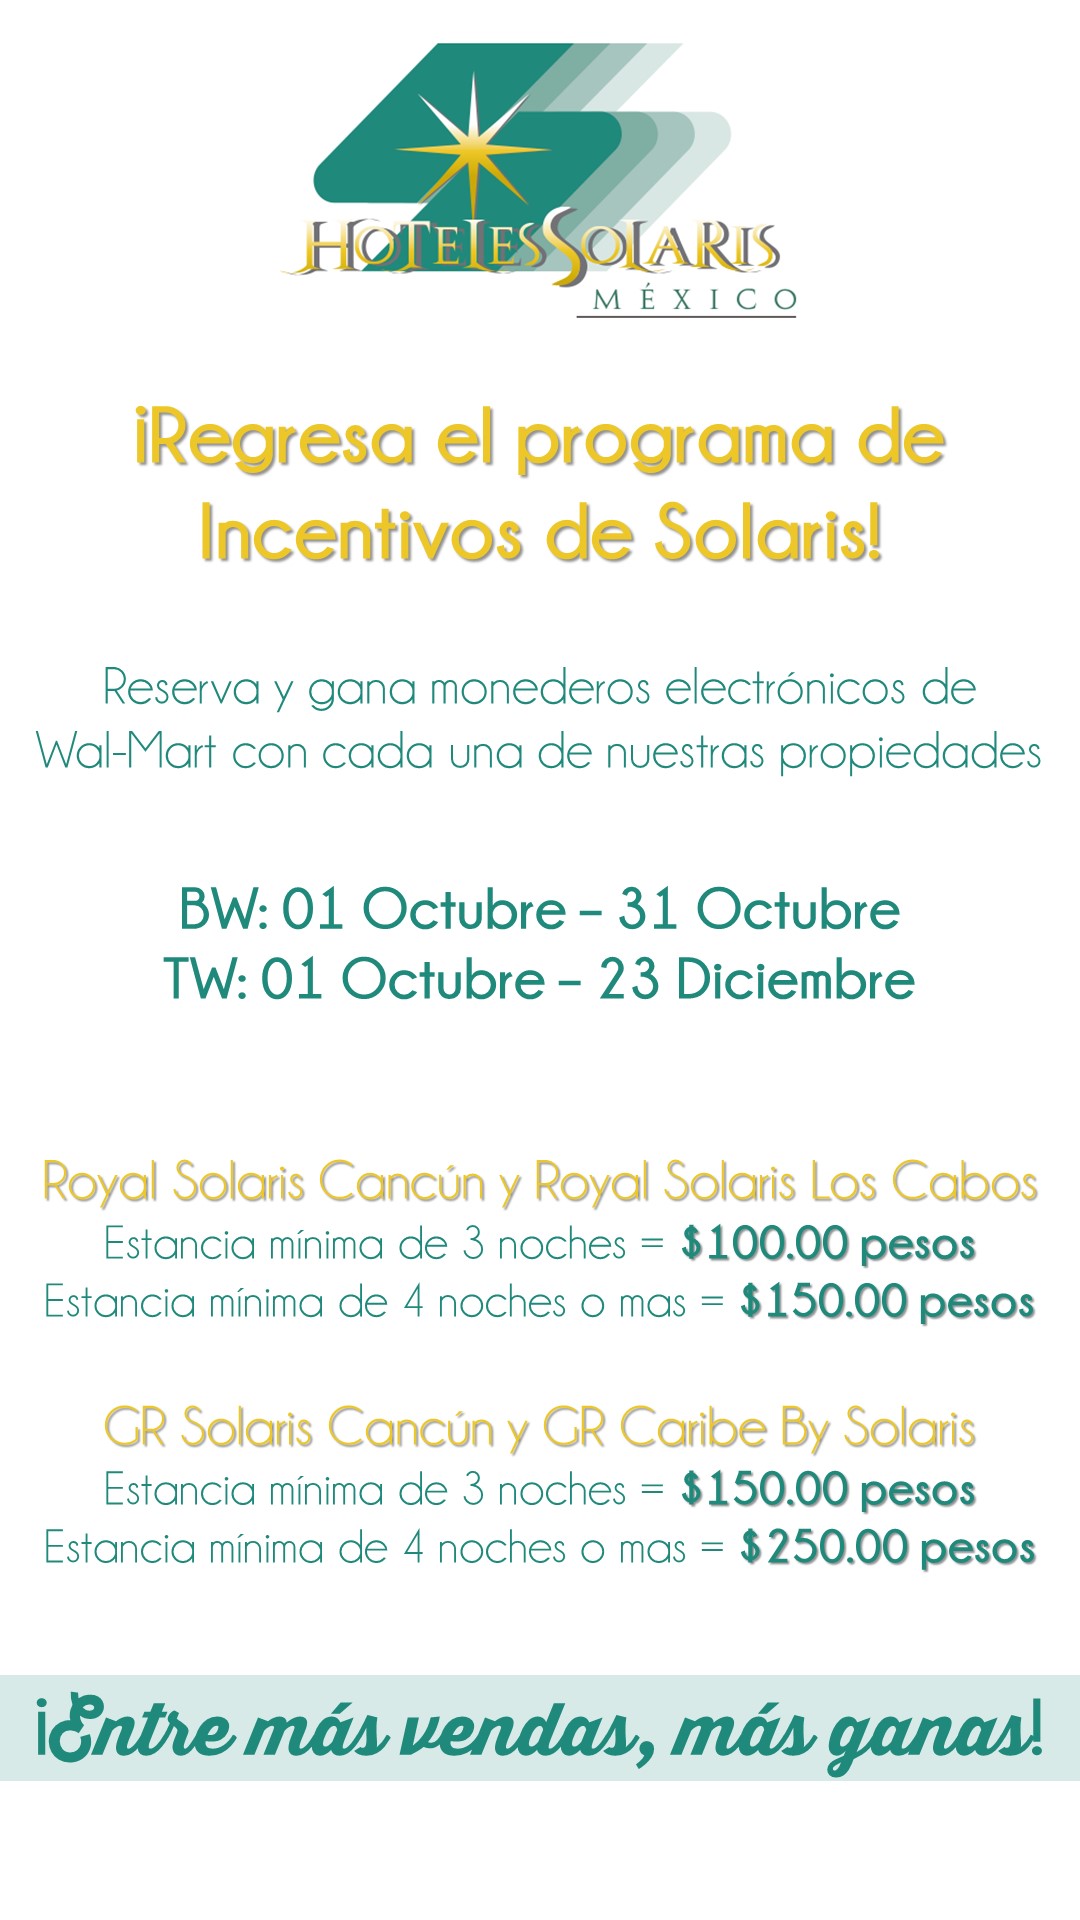 HOTELES SOLARIS
MÉXICO
¡Regresa el programa de
Incentivos de Solaris!
Reserva y gana monederos electrónicos de
Wal-Mart con cada una de nuestras propiedades
BW: 01 Octubre – 31 Octubre
TW: 01 Octubre – 23 Diciembre
Royal Solaris Cancún y Royal Solaris Los Cabos
Estancia mínima de 3 noches = $100.00 pesos
Estancia mínima de 4 noches o mas = $150.00 pesos
GR Solaris Cancún y GR Caribe By Solaris
Estancia mínima de 3 noches = $150.00 pesos
Estancia mínima de 4 noches o mas = $250.00 pesos
¡Entre más vendas, más ganas!